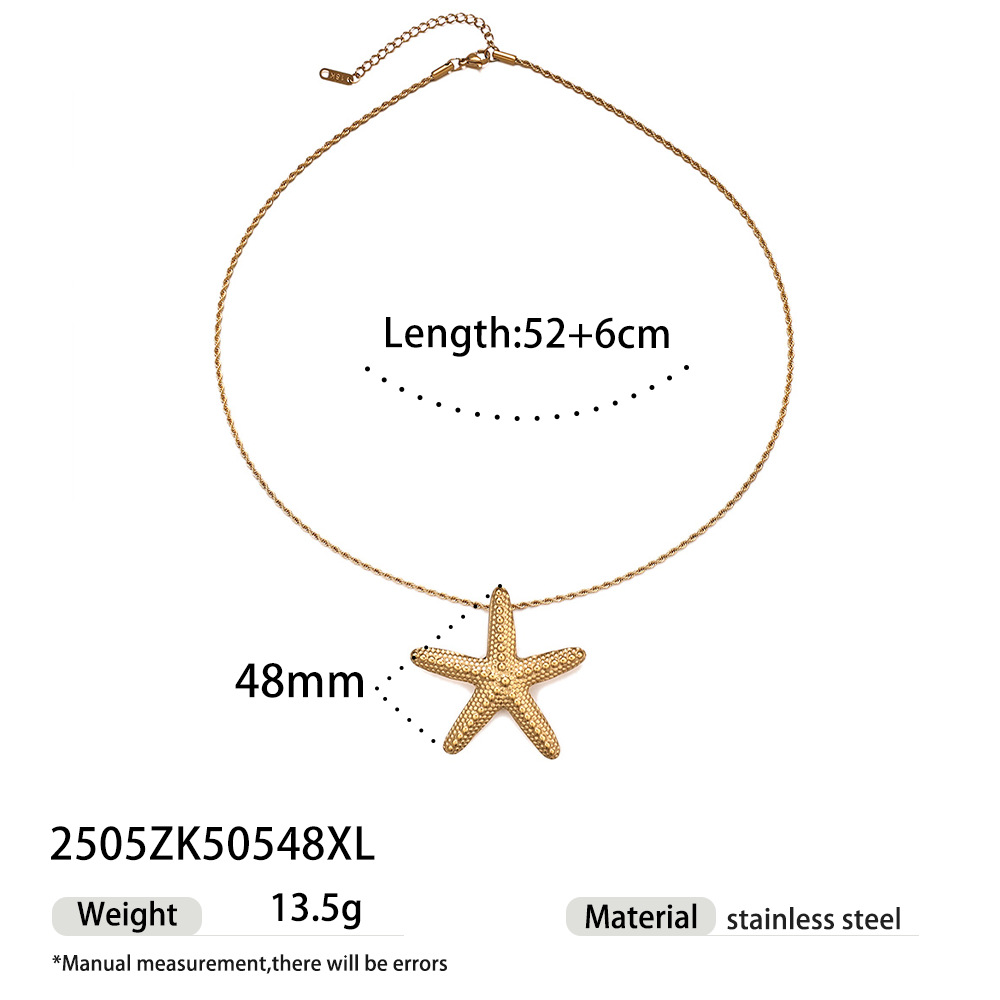 Length:52+6cm
48mm
2505ZK50548XL
Weight 13.5g
Material stainless steel
*Manual measurement,there will be errors